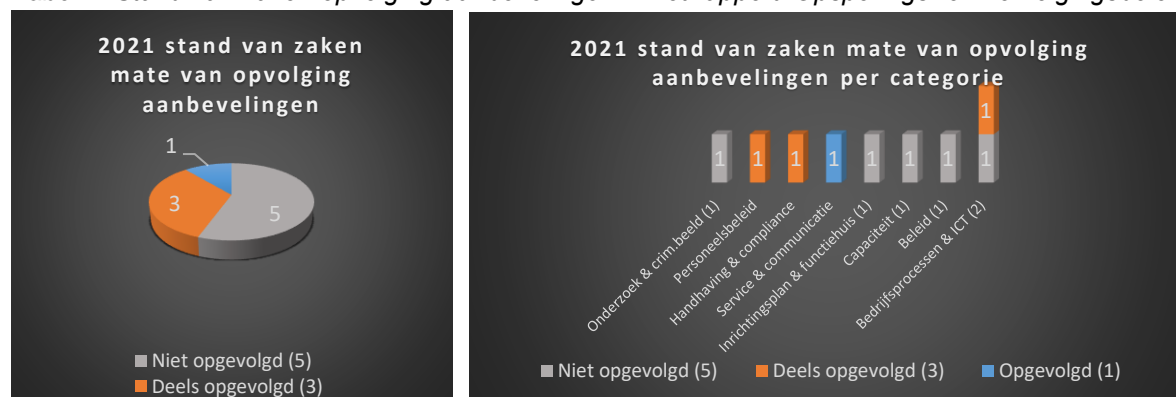 2021 stand van zaken
mate van opvolging
aanbevelingen
1
3
5
Niet opgevolgd (5)
Deels opgevolgd (3)
2021 stand van zaken mate van opvolging
aanbevelingen per categorie
1
1
1
1
1
1
1
1
1
Onderzoek & crim.beeld (1)
Personeelsbeleid
Handhaving & compliance
Service & communicatie
Inrichtingsplan & functiehuis (1)
Capaciteit (1)
Beleid (1)
Bedrijfsprocessen & ICT (2)
Niet opgevolgd (5)
Deels opgevolgd (3)
Opgevolgd (1)